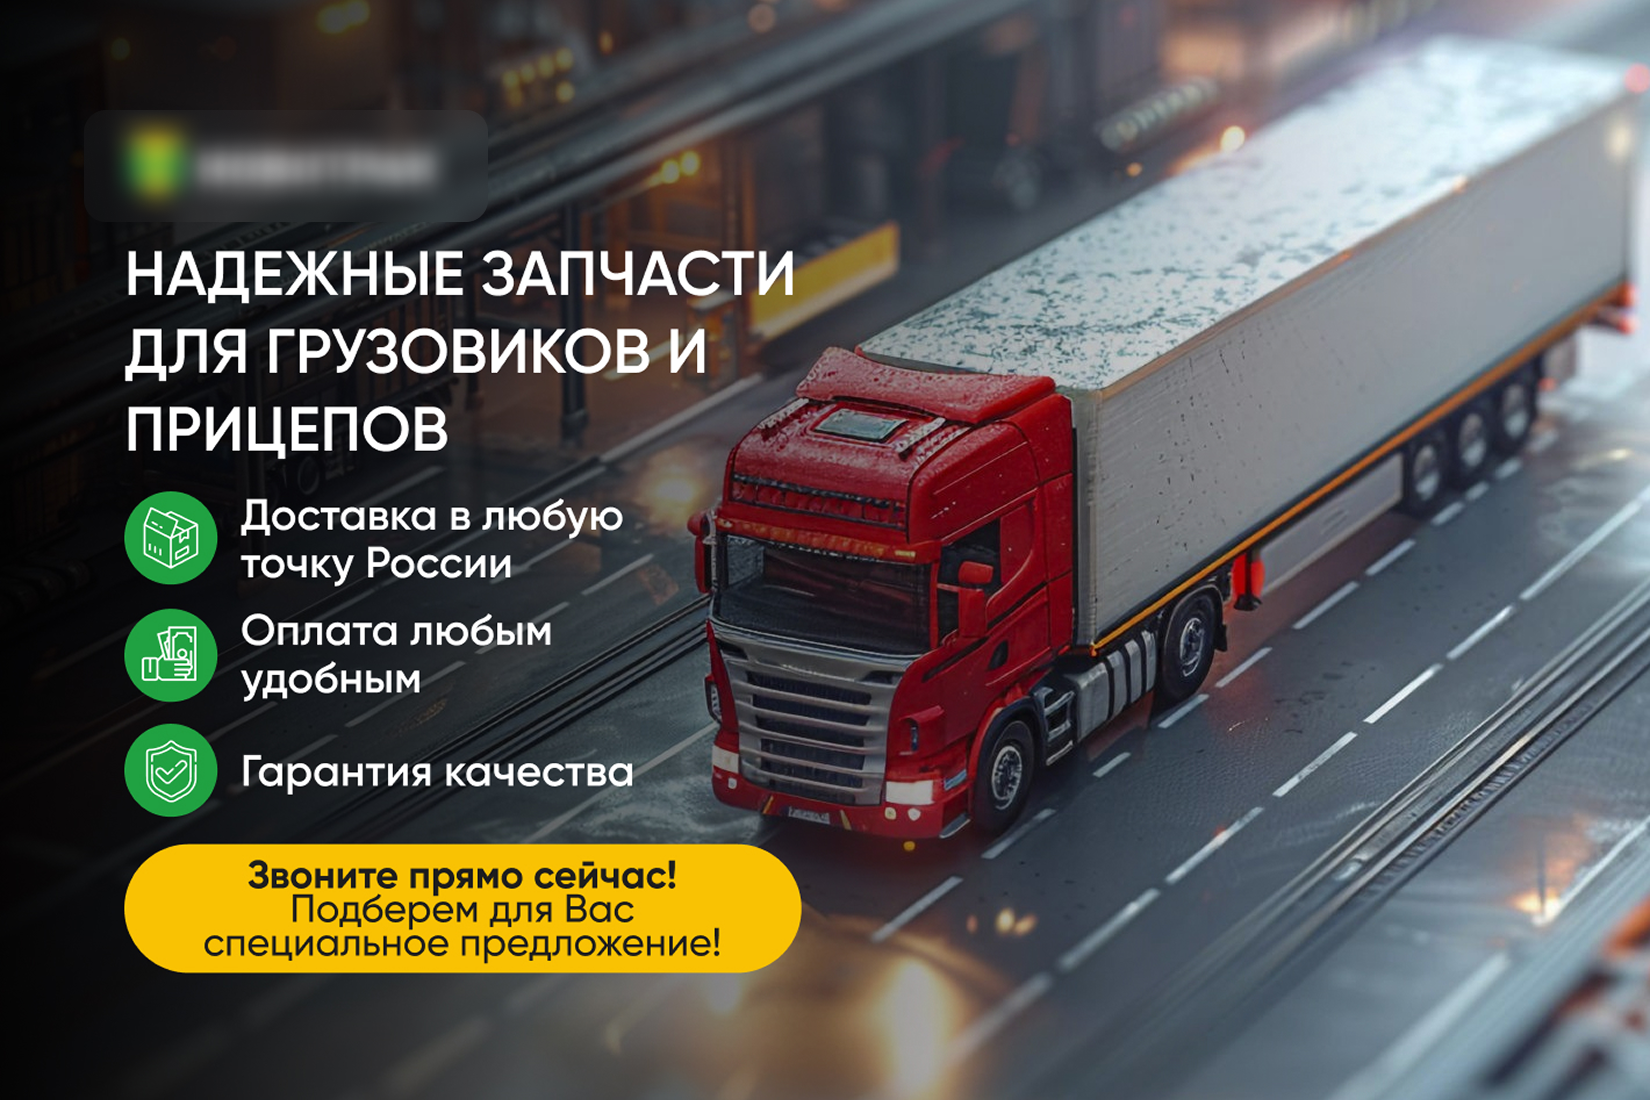 НАДЕЖНЫЕ ЗАПЧАСТИ
ДЛЯ ГРУЗОВИКОВ И
ПРИЦЕПОВ
Доставка в любую
точку России
Оплата любым
удобным
Гарантия качества
Звоните прямо сейчас!
Подберем для Вас
специальное предложение!